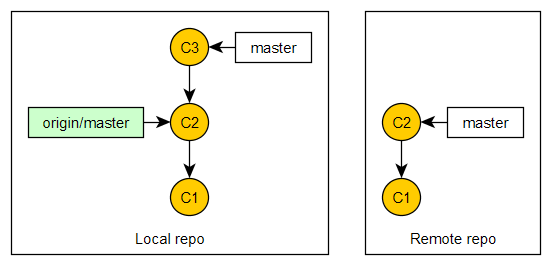 C3
master
origin/master
C2
C1
Local repo
C2
master
C1
Remote repo